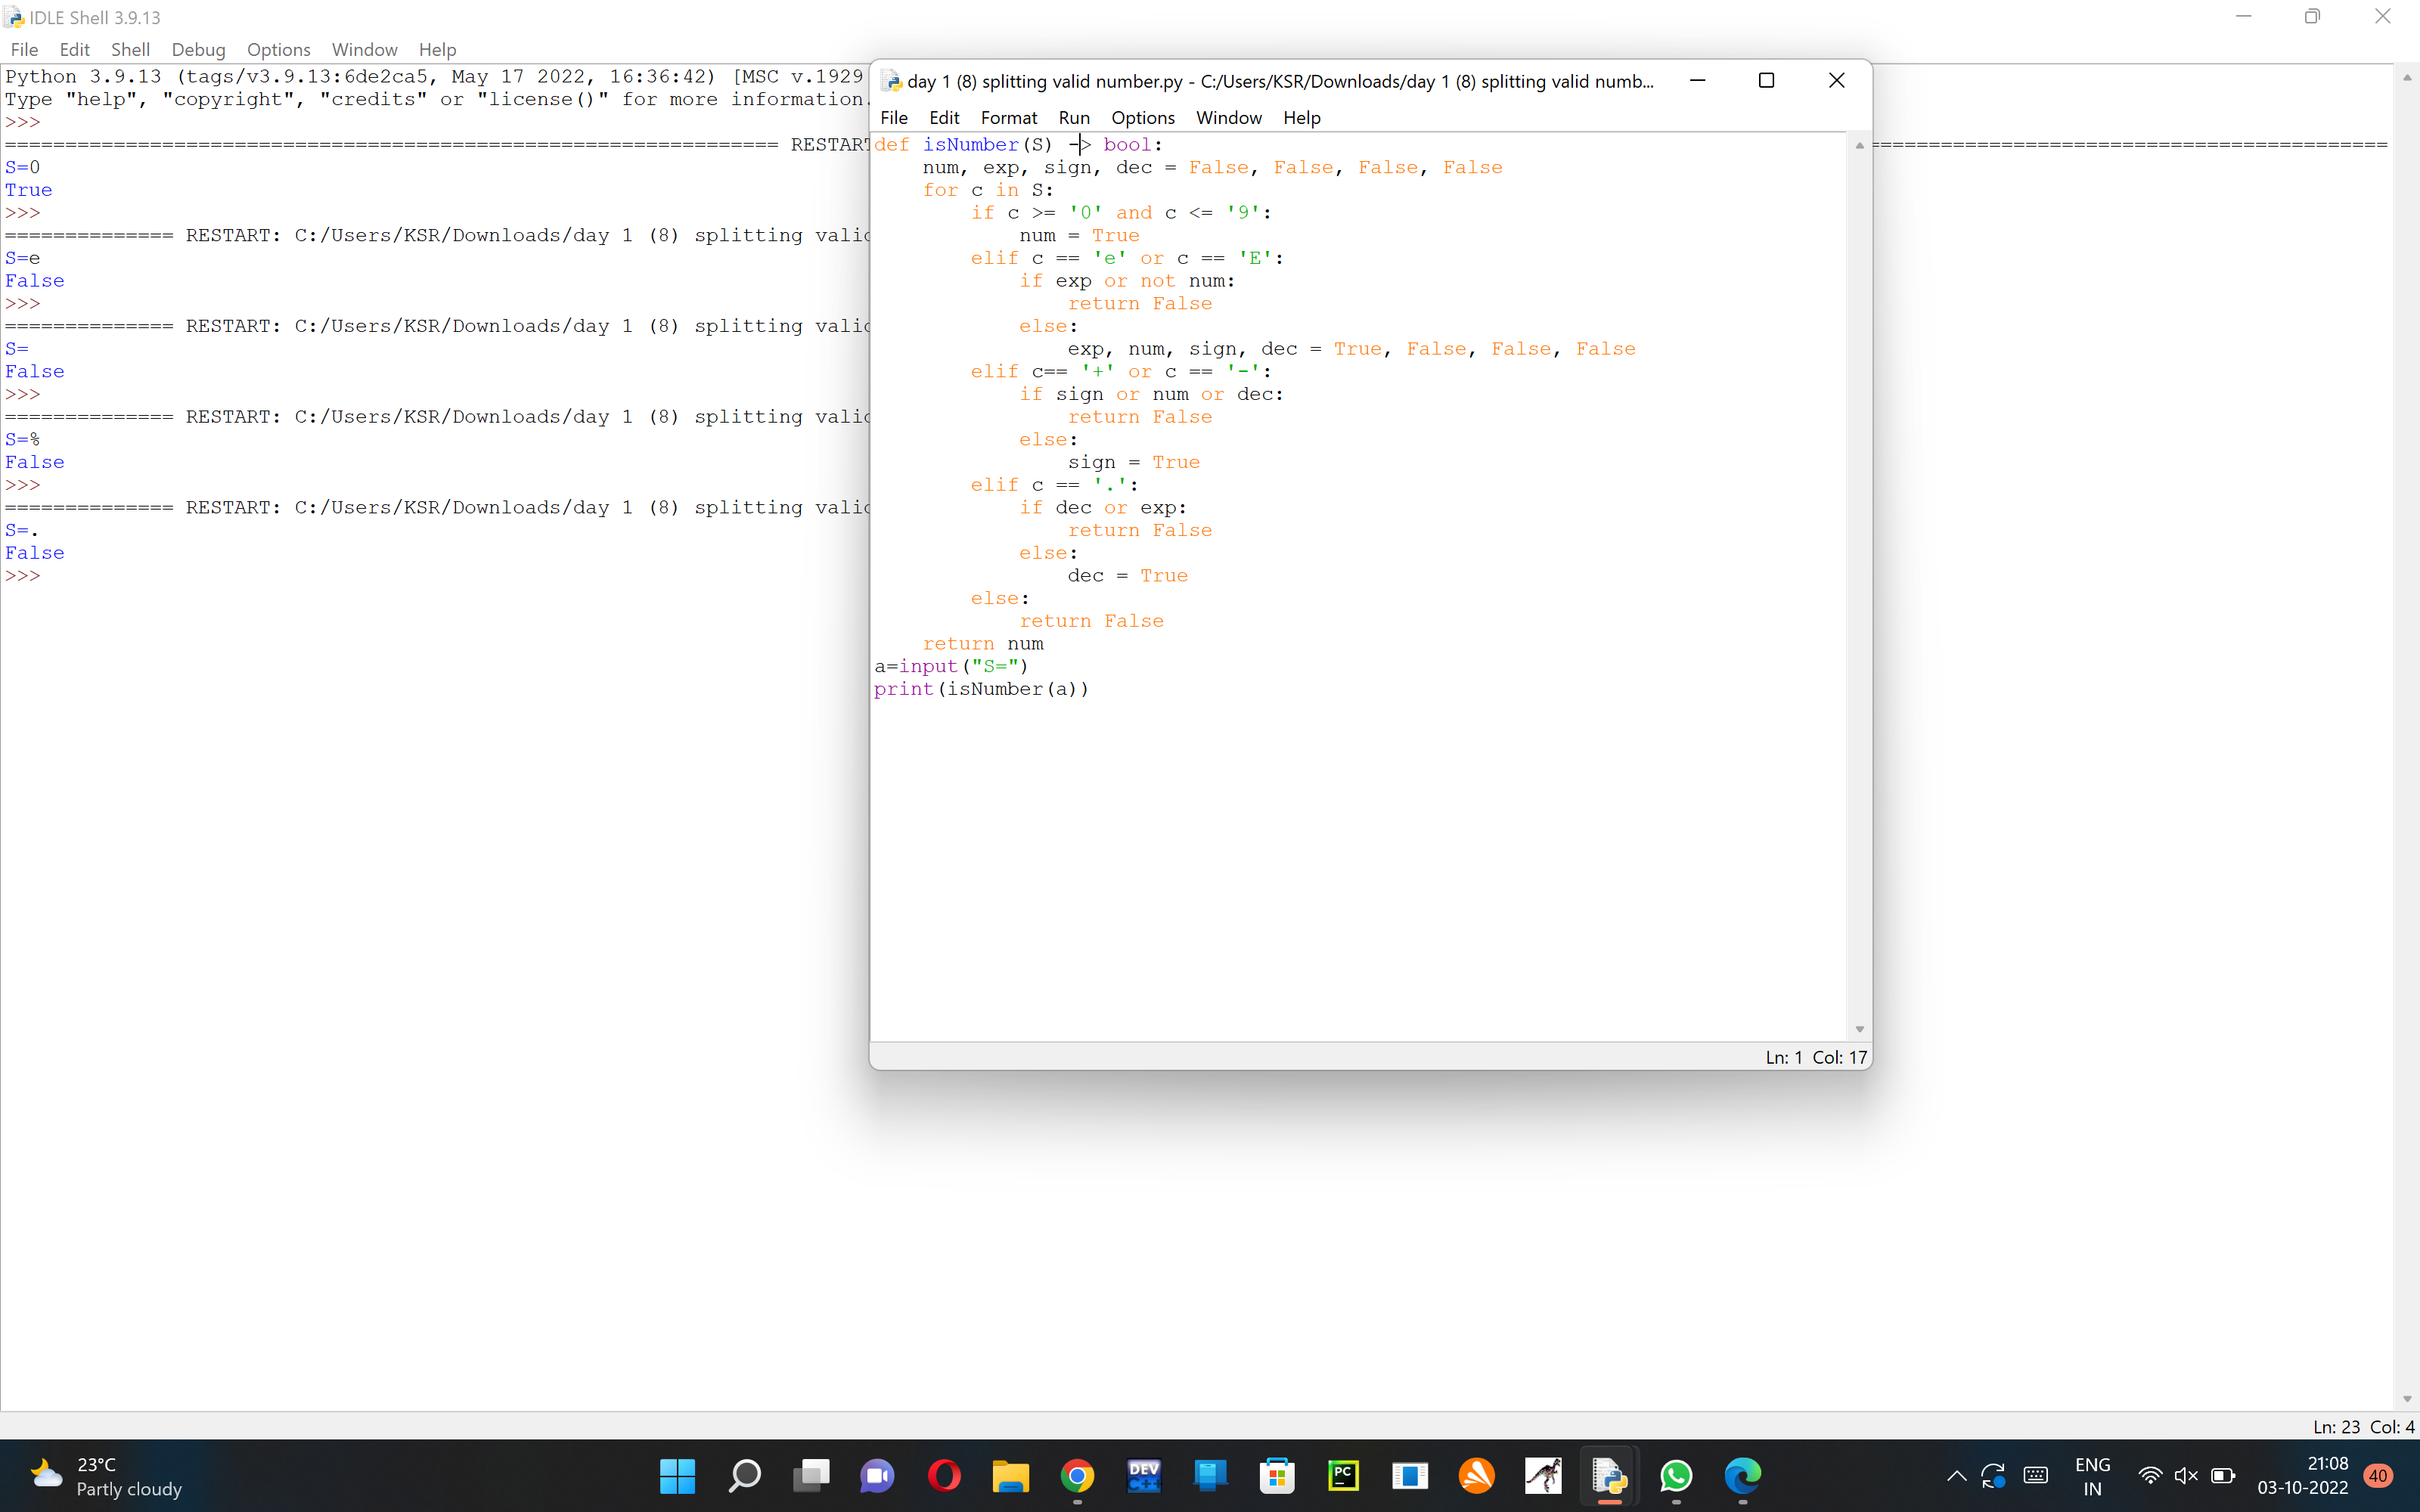 IDLE Shell 3.9.13
File Edit Shell Debug Options Window Help
Python 3.9.13 (tags/v3.9.13:6de2ca5, May 17 2022, 16:36:42) [MSC v.1929
Type "help", "copyright", "credits" or "license()" for more information.
>>>
================================================================ RESTART
S=0
True
>>>
============== RESTART: C:/Users/KSR/Downloads/day 1 (8) splitting valid
S=e
False
>>>
============== RESTART: C:/Users/KSR/Downloads/day 1 (8) splitting valid
S=
False
>>>
============== RESTART: C:/Users/KSR/Downloads/day 1 (8) splitting valid
S=%
False
>>>
============== RESTART: C:/Users/KSR/Downloads/day 1 (8) splitting valid
S=.
False
>>>
day 1 (8) splitting valid number.py - C:/Users/KSR/Downloads/day 1 (8) splitting valid numb...
File Edit Format Run Options Window Help
def isNumber(S) -> bool:
    num, exp, sign, dec = False, False, False, False
    for c in S:
        if c >= '0' and c <= '9':
            num = True
        elif c == 'e' or c == 'E':
            if exp or not num:
                return False
            else:
                exp, num, sign, dec = True, False, False, False
        elif c== '+' or c == '-':
            if sign or num or dec:
                return False
            else:
                sign = True
        elif c == '.':
            if dec or exp:
                return False
            else:
                dec = True
        else:
            return False
    return num
a=input("S=")
print(isNumber(a))
Ln: 1 Col: 17
Ln: 23 Col: 4
23°C
Partly cloudy
DEV
C++
PC
ENG
IN
21:08
03-10-2022
40